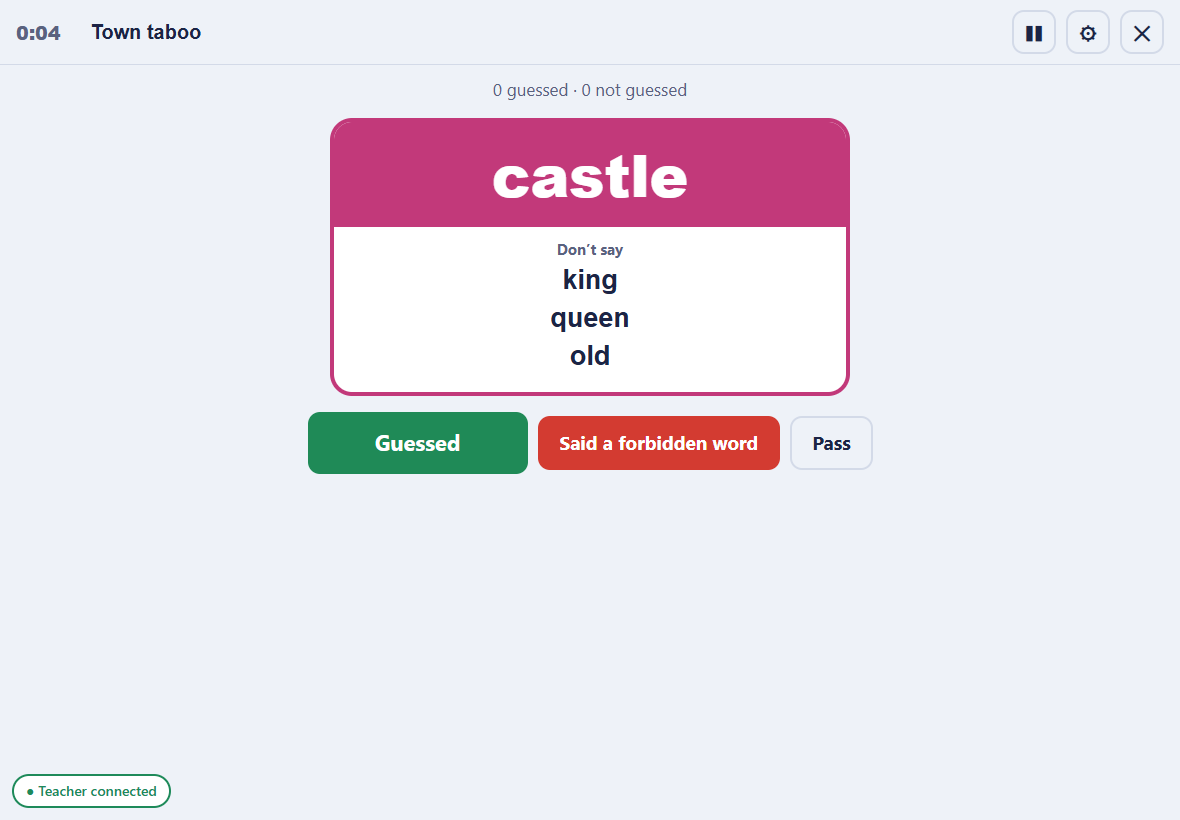 0:04 Town taboo
0 guessed · 0 not guessed
castle
Don't say
king
queen
old
Guessed Said a forbidden word Pass
● Teacher connected